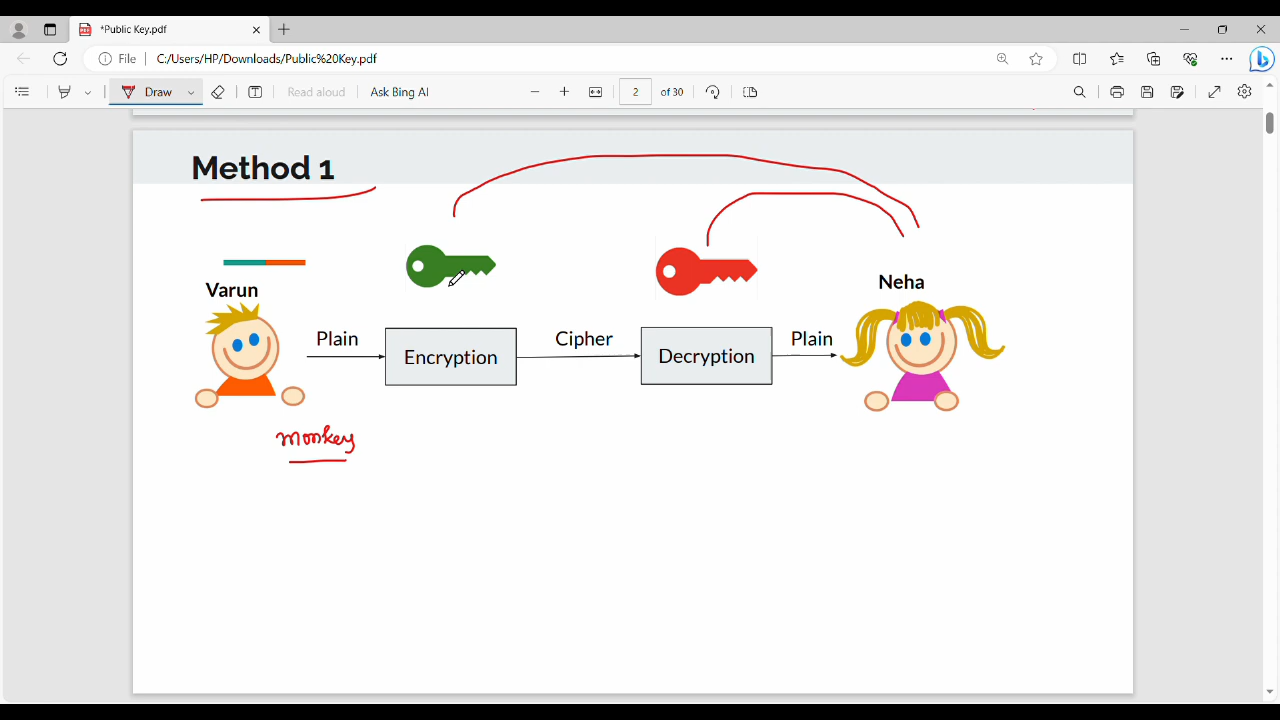 *Public Key.pdf
File C:/Users/HP/Downloads/Public%20Key.pdf
Draw Read aloud Ask Bing AI 2 of 30
Method 1
Varun
Neha
Plain Encryption Cipher Decryption Plain
monkey